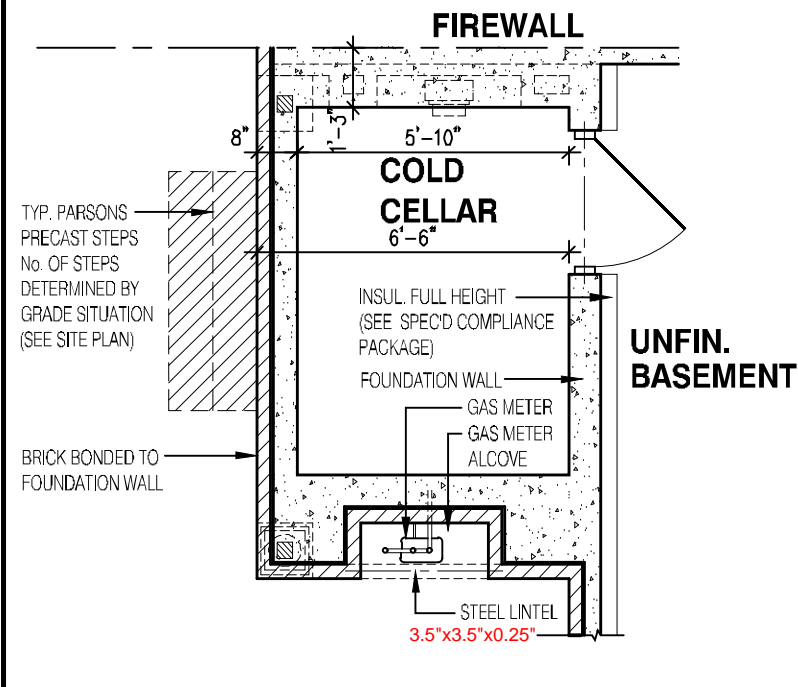 FIREWALL
8"
1'-3"
5'-10"
COLD
CELLAR
6'-6"
TYP. PARSONS
PRECAST STEPS
No. OF STEPS
DETERMINED BY
GRADE SITUATION
(SEE SITE PLAN)
INSUL. FULL HEIGHT
(SEE SPEC'D COMPLIANCE
PACKAGE)
UNFIN.
BASEMENT
FOUNDATION WALL
GAS METER
GAS METER
ALCOVE
BRICK BONDED TO
FOUNDATION WALL
STEEL LINTEL
3.5"x3.5"x0.25"